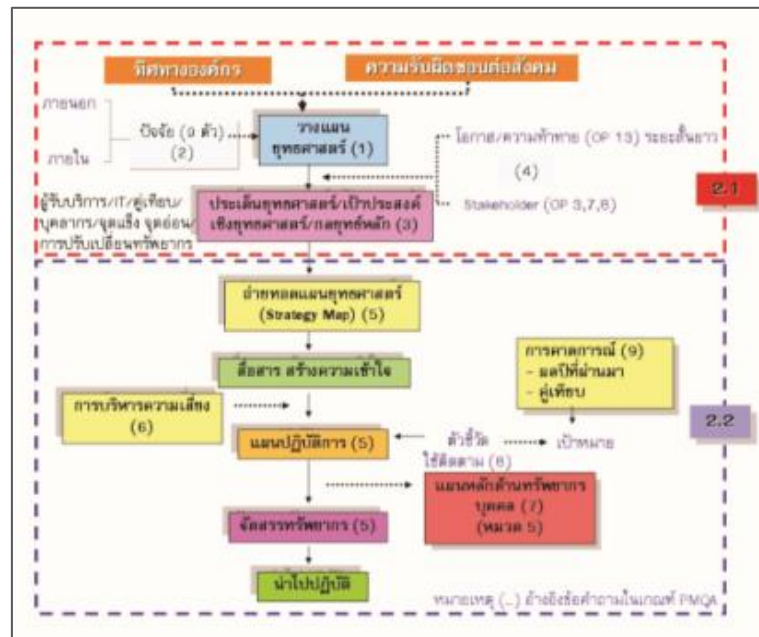 ทิศทางองค์กร
ความรับผิดชอบต่อสังคม
ภายนอก
ภายใน
ปัจจัย (9 ตัว)
(2)
วางแผน
ยุทธศาสตร์ (1)
โอกาส/ความท้าทาย (OP 13) ระยะสั้นยาว
(4)
Stakeholder (OP 3,7,8)
2.1
ผู้รับบริการ/IT/คู่เทียบ/
บุคลากร/จุดแข็ง จุดอ่อน/
การปรับเปลี่ยนทรัพยากร
ประเด็นยุทธศาสตร์/เป้าประสงค์
เชิงยุทธศาสตร์/กลยุทธ์หลัก (3)
ถ่ายทอดแผนยุทธศาสตร์
(Strategy Map) (5)
สื่อสาร สร้างความเข้าใจ
การคาดการณ์ (9)
- ผลปีที่ผ่านมา
- คู่เทียบ
การบริหารความเสี่ยง
(6)
2.2
แผนปฏิบัติการ (5)
ตัวชี้วัด
ใช้ติดตาม (8)
เป้าหมาย
แผนหลักด้านทรัพยากร
บุคคล (7)
(หมวด 5)
จัดสรรทรัพยากร (5)
นำไปปฏิบัติ
หมายเหตุ (..) อ้างอิงข้อคำถามในเกณฑ์ PMQA